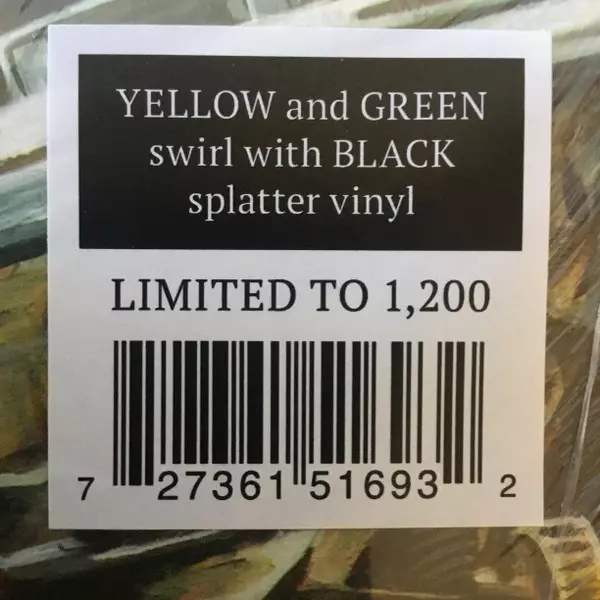 YELLOW and GREEN
swirl with BLACK
splatter vinyl
LIMITED TO 1,200
7 27361 51693 2